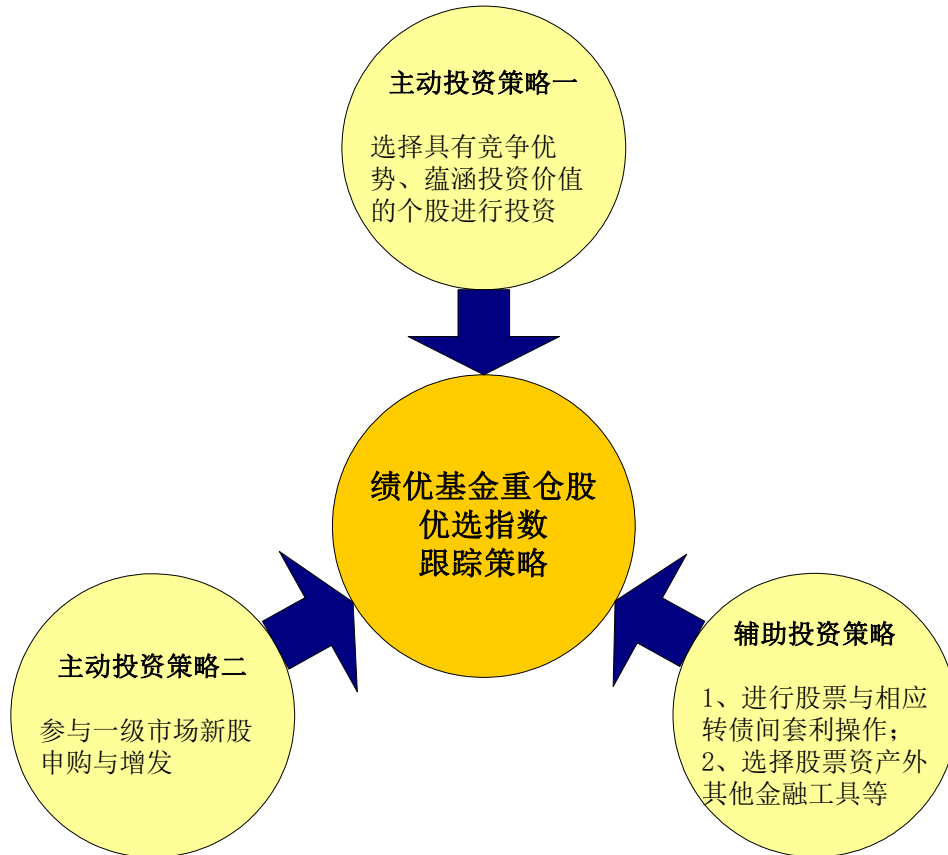 主动投资策略一
选择具有竞争优
势、蕴涵投资价值
的个股进行投资
绩优基金重仓股
优选指数
跟踪策略
主动投资策略二
参与一级市场新股
申购与增发
辅助投资策略
1、进行股票与相应
转债间套利操作;
2、选择股票资产外
其他金融工具等